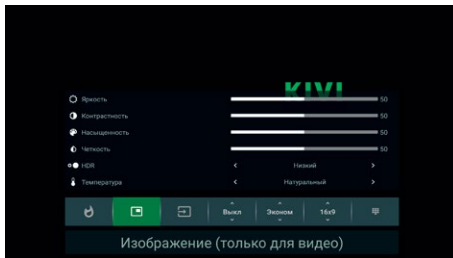 KIVI
Яркость 50
Контрастность 50
Насыщенность 50
Четкость 50
HDR < Низкий >
Температура < Натуральный >
Выкл Эконом 16x9
Изображение (только для видео)